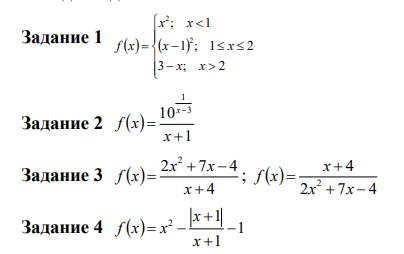 Задание 1 f(x)={x²; x<1
(x−1)²; 1≤x≤2
3−x; x>2
Задание 2 f(x)=10^(1/(x−3))/(x+1)
Задание 3 f(x)=(2x²+7x−4)/(x+4); f(x)=(x+4)/(2x²+7x−4)
Задание 4 f(x)=x²−|x+1|/(x+1)−1